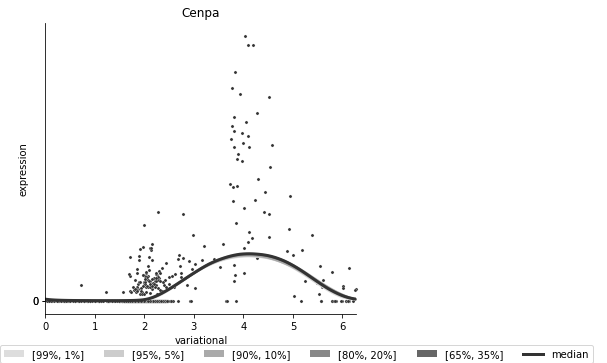 Cenpa
expression
0
0 1 2 3 4 5 6
variational
[99%, 1%] [95%, 5%] [90%, 10%] [80%, 20%] [65%, 35%] median